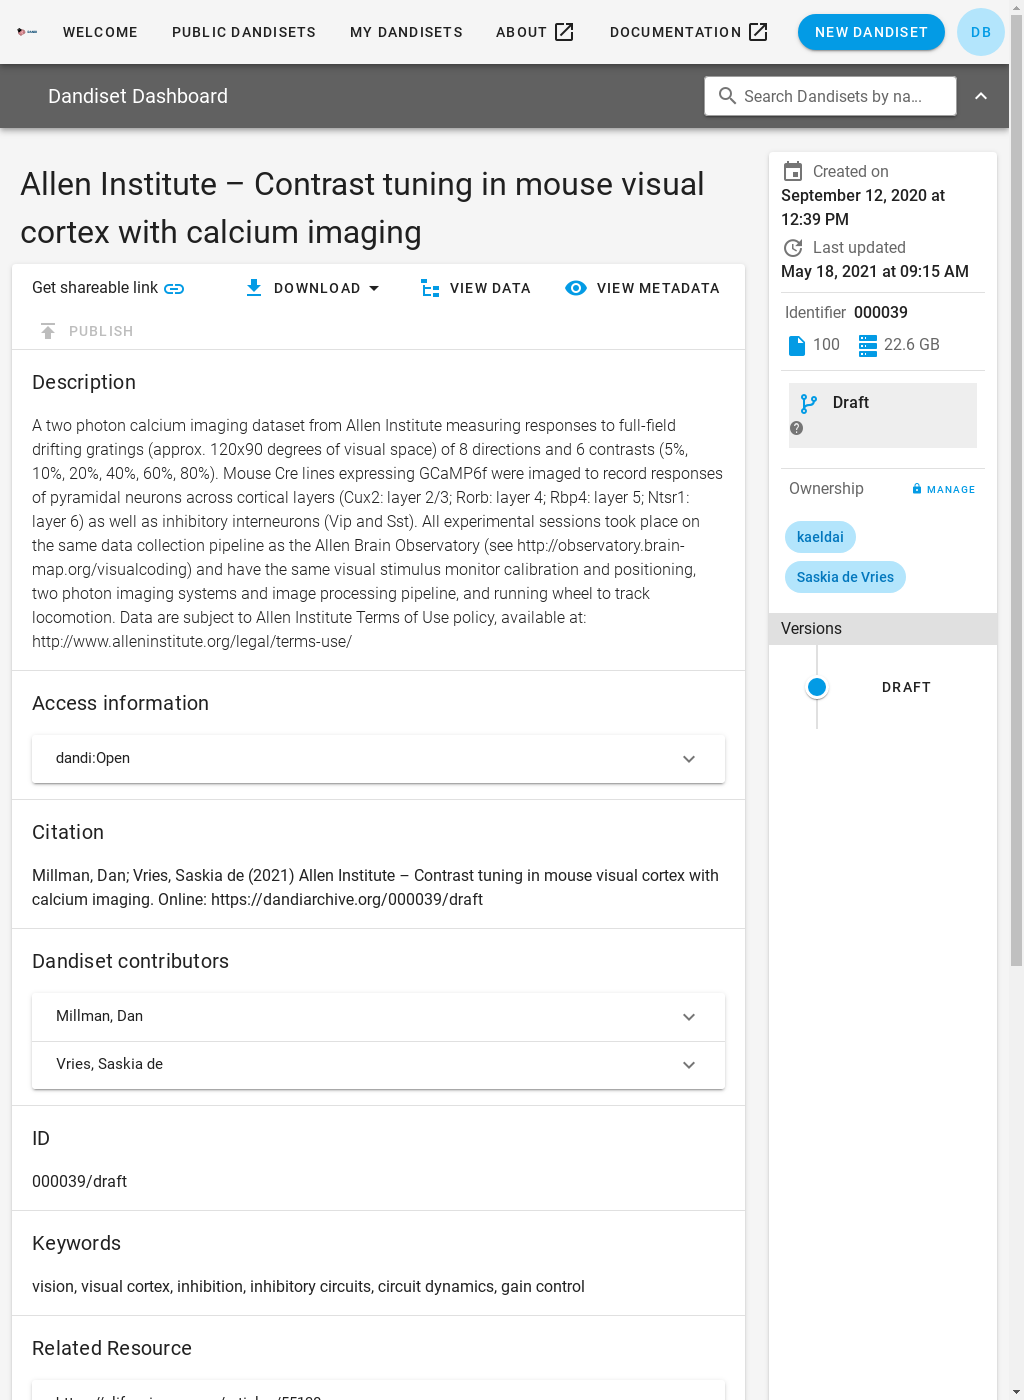 WELCOME PUBLIC DANDISETS MY DANDISETS ABOUT DOCUMENTATION NEW DANDISET DB
Dandiset Dashboard Search Dandisets by na...
Allen Institute – Contrast tuning in mouse visual
cortex with calcium imaging
Get shareable link DOWNLOAD VIEW DATA VIEW METADATA
PUBLISH
Description
A two photon calcium imaging dataset from Allen Institute measuring responses to full-field
drifting gratings (approx. 120x90 degrees of visual space) of 8 directions and 6 contrasts (5%,
10%, 20%, 40%, 60%, 80%). Mouse Cre lines expressing GCaMP6f were imaged to record responses
of pyramidal neurons across cortical layers (Cux2: layer 2/3; Rorb: layer 4; Rbp4: layer 5; Ntsr1:
layer 6) as well as inhibitory interneurons (Vip and Sst). All experimental sessions took place on
the same data collection pipeline as the Allen Brain Observatory (see http://observatory.brain-
map.org/visualcoding) and have the same visual stimulus monitor calibration and positioning,
two photon imaging systems and image processing pipeline, and running wheel to track
locomotion. Data are subject to Allen Institute Terms of Use policy, available at:
http://www.alleninstitute.org/legal/terms-use/
Access information
dandi:Open
Citation
Millman, Dan; Vries, Saskia de (2021) Allen Institute – Contrast tuning in mouse visual cortex with
calcium imaging. Online: https://dandiarchive.org/000039/draft
Dandiset contributors
Millman, Dan
Vries, Saskia de
ID
000039/draft
Keywords
vision, visual cortex, inhibition, inhibitory circuits, circuit dynamics, gain control
Related Resource
Created on
September 12, 2020 at
12:39 PM
Last updated
May 18, 2021 at 09:15 AM
Identifier 000039
100 22.6 GB
Draft
Ownership MANAGE
kaeldai
Saskia de Vries
Versions
DRAFT